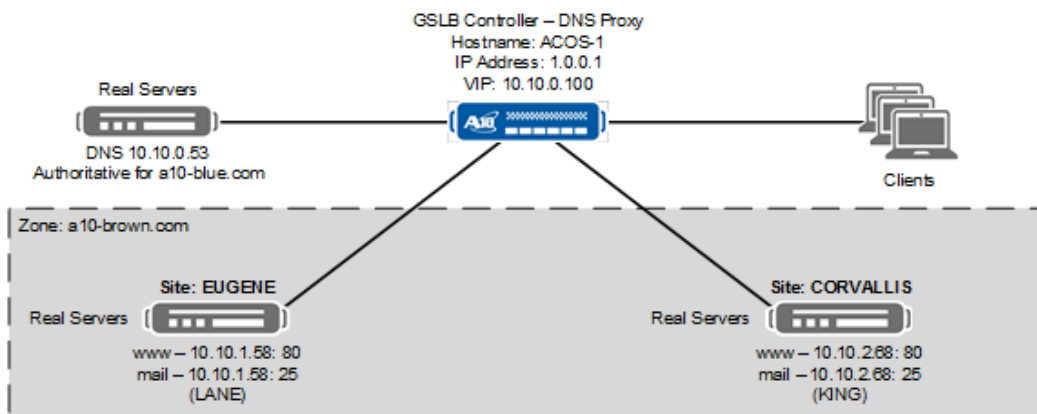 GSLB Controller – DNS Proxy
Hostname: ACOS-1
IP Address: 1.0.0.1
VIP: 10.10.0.100
Real Servers
A10
DNS 10.10.0.53
Authoritative for a10-blue.com
Clients
Zone: a10-brown.com
Site: EUGENE
Real Servers
www – 10.10.1.58: 80
mail – 10.10.1.58: 25
(LANE)
Site: CORVALLIS
Real Servers
www – 10.10.2.68: 80
mail – 10.10.2.68: 25
(KING)